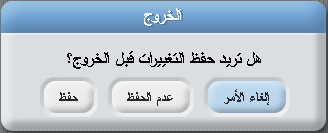 الخروج
هل تريد حفظ التغييرات قبل الخروج؟
إلغاء الأمر عدم الحفظ حفظ